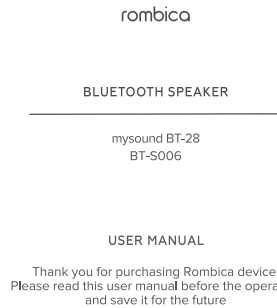 rombica
BLUETOOTH SPEAKER
mysound BT-28
BT-S006
USER MANUAL
Thank you for purchasing Rombica device
Please read this user manual before the opera
and save it for the future